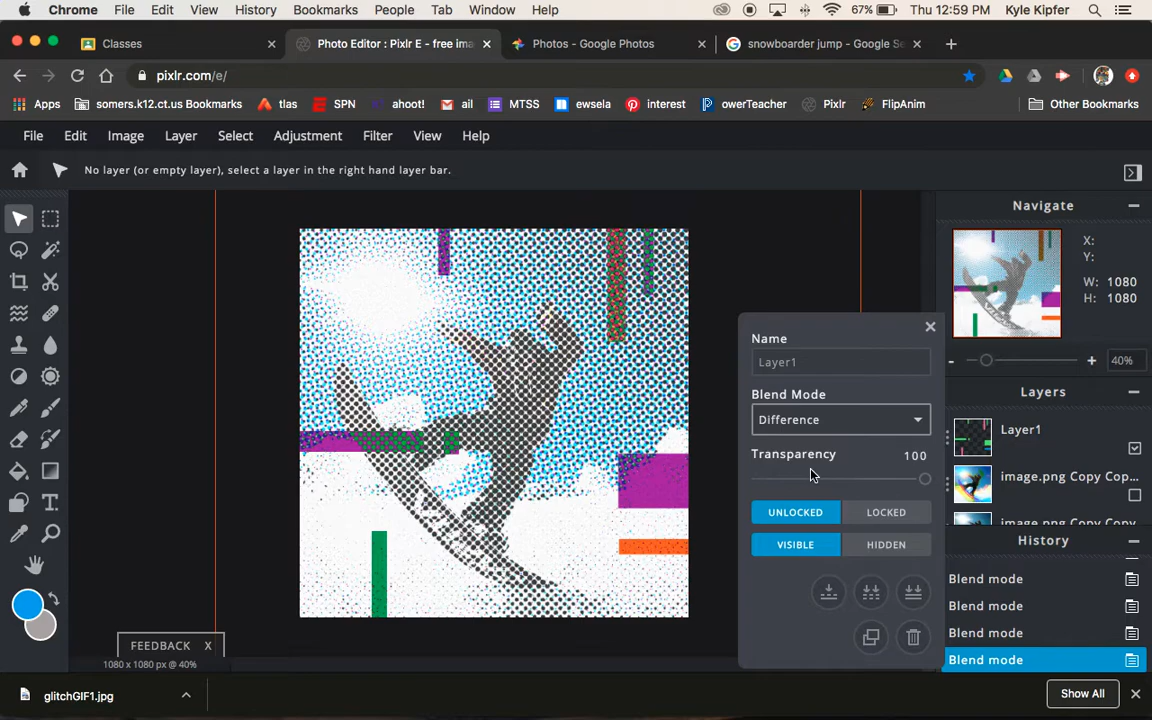 Chrome File Edit View History Bookmarks People Tab Window Help 67% Thu 12:59 PM Kyle Kipfer
Classes Photo Editor : Pixlr E - free ima Photos - Google Photos snowboarder jump - Google Se
pixlr.com/e/
Apps somers.k12.ct.us Bookmarks tlas SPN ahoot! ail MTSS ewsela interest owerTeacher Pixlr FlipAnim Other Bookmarks
File Edit Image Layer Select Adjustment Filter View Help
No layer (or empty layer), select a layer in the right hand layer bar.
Navigate
X:
Y:
W: 1080
H: 1080
- + 40%
Layers
Layer1
image.png Copy Cop...
image.png Copy Cop...
History
Blend mode
Blend mode
Blend mode
Blend mode
Name
Layer1
Blend Mode
Difference
Transparency 100
UNLOCKED LOCKED
VISIBLE HIDDEN
FEEDBACK X
1080 x 1080 px @ 40%
glitchGIF1.jpg Show All